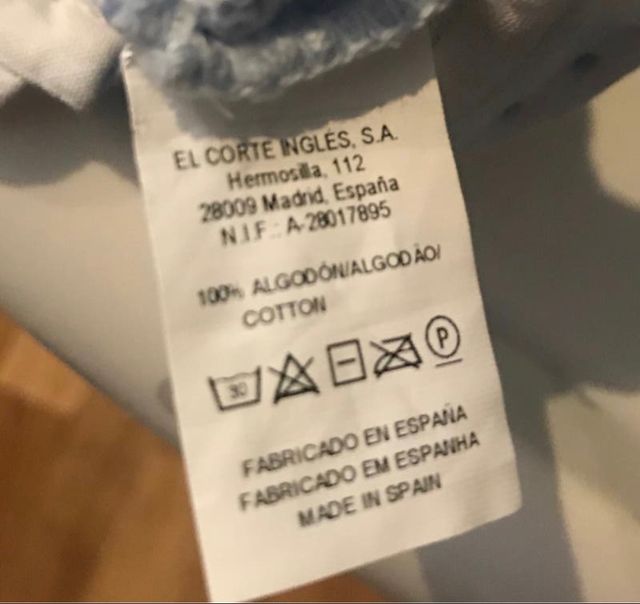 EL CORTE INGLÉS, S.A.
Hermosilla, 112
28009 Madrid, España
N.I.F.: A-28017895
100% ALGODÓN/ALGODÃO/
COTTON
30 P
FABRICADO EN ESPAÑA
FABRICADO EM ESPANHA
MADE IN SPAIN